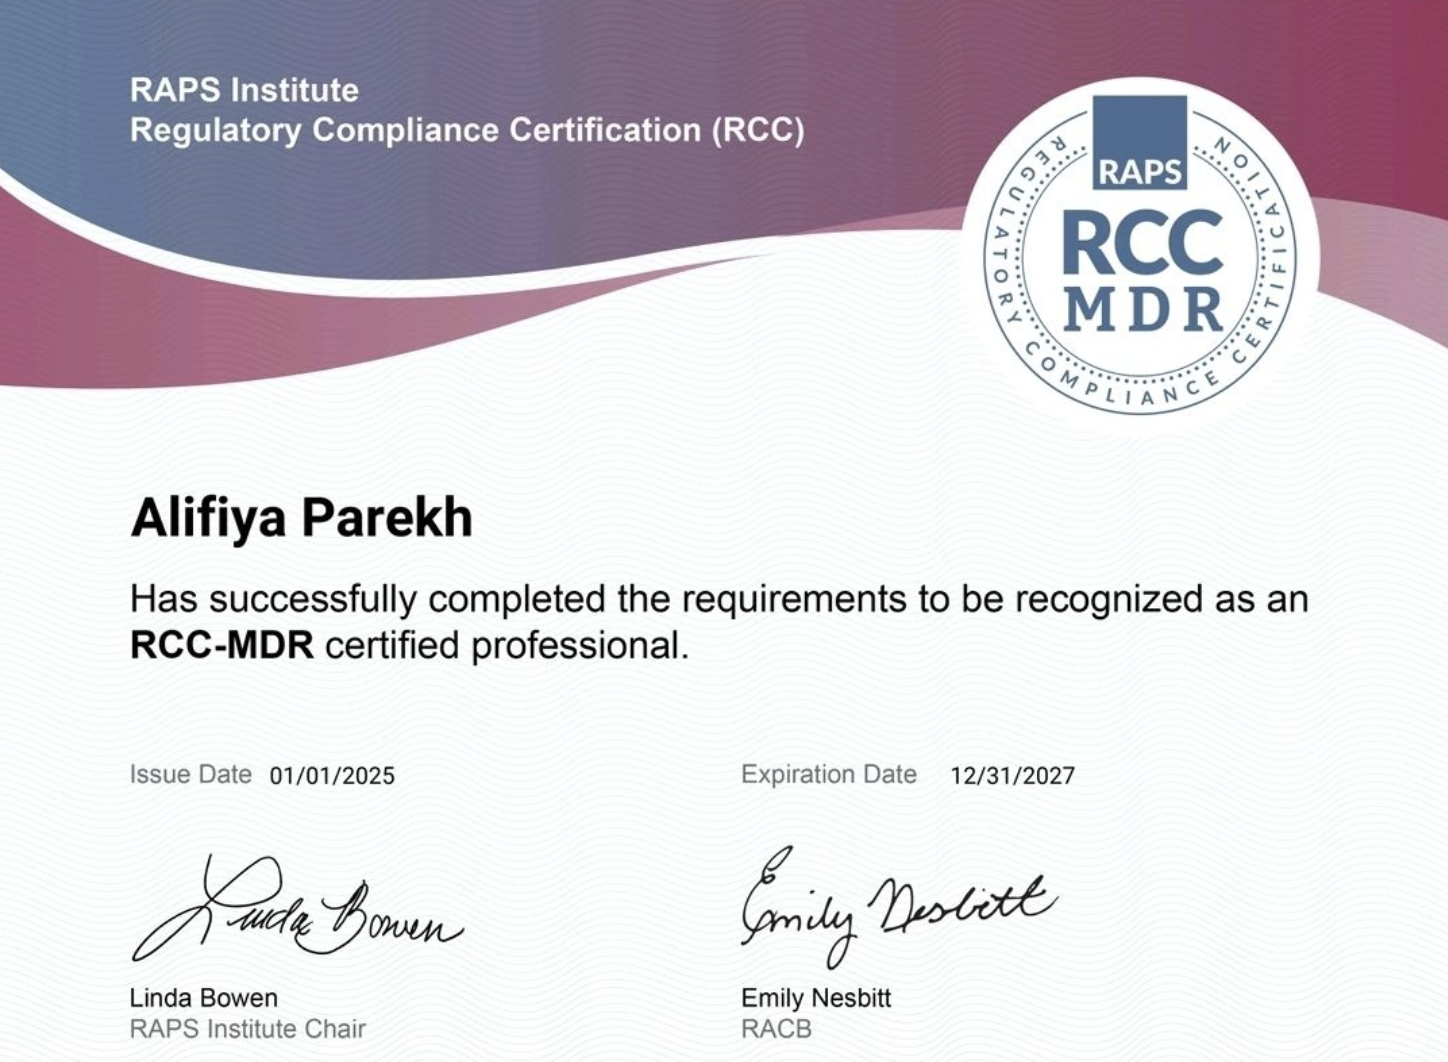 RAPS Institute
Regulatory Compliance Certification (RCC)
RAPS
RCC
MDR
REGULATORY COMPLIANCE CERTIFICATION
Alifiya Parekh
Has successfully completed the requirements to be recognized as an
RCC-MDR certified professional.
Issue Date 01/01/2025
Expiration Date 12/31/2027
Linda Bowen
Emily Nesbitt
Linda Bowen
RAPS Institute Chair
Emily Nesbitt
RACB